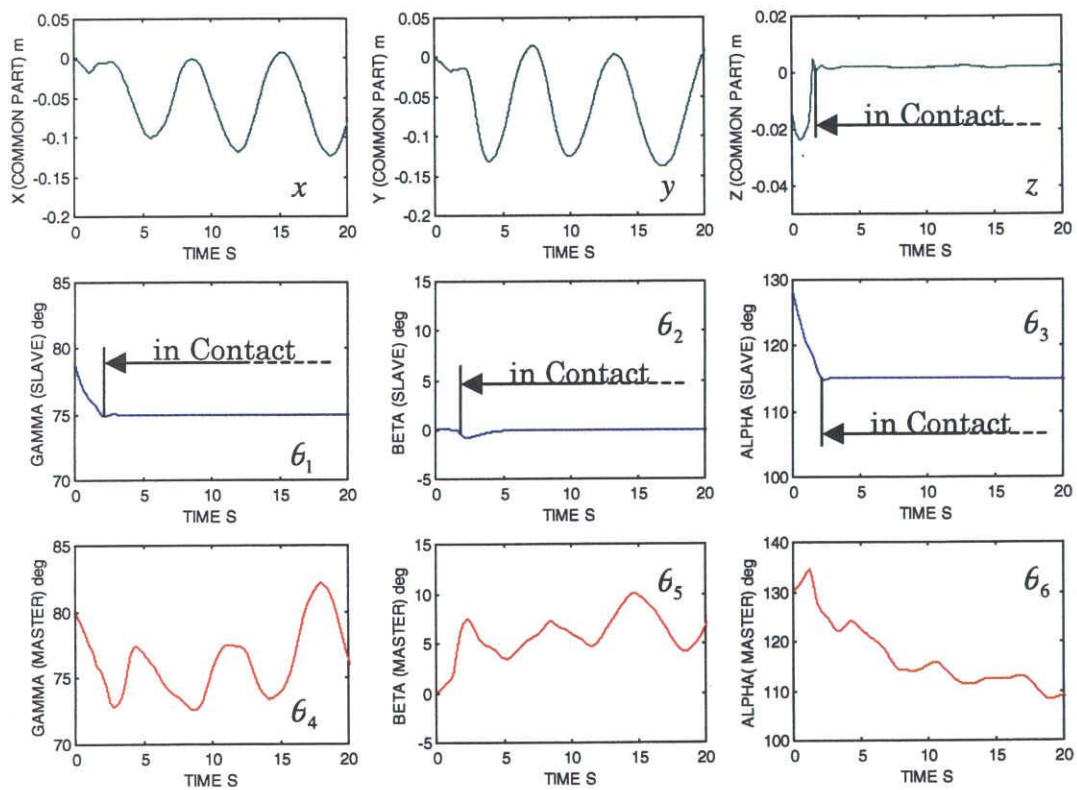 X (COMMON PART) m
0.05
0
-0.05
-0.1
-0.15
-0.2
x
0 5 10 15 20
TIME S
Y (COMMON PART) m
0.05
0
-0.05
-0.1
-0.15
-0.2
y
0 5 10 15 20
TIME S
Z (COMMON PART) m
0.02
0
-0.02
-0.04
in Contact
z
0 5 10 15 20
TIME S
GAMMA (SLAVE) deg
85
80
75
70
in Contact
θ1
0 5 10 15 20
TIME S
BETA (SLAVE) deg
15
10
5
0
-5
θ2
in Contact
0 5 10 15 20
TIME S
ALPHA (SLAVE) deg
130
120
110
100
θ3
in Contact
0 5 10 15 20
TIME S
GAMMA (MASTER) deg
85
80
75
70
θ4
0 5 10 15 20
TIME S
BETA (MASTER) deg
15
10
5
0
-5
θ5
0 5 10 15 20
TIME S
ALPHA( MASTER) deg
140
130
120
110
100
θ6
0 5 10 15 20
TIME S